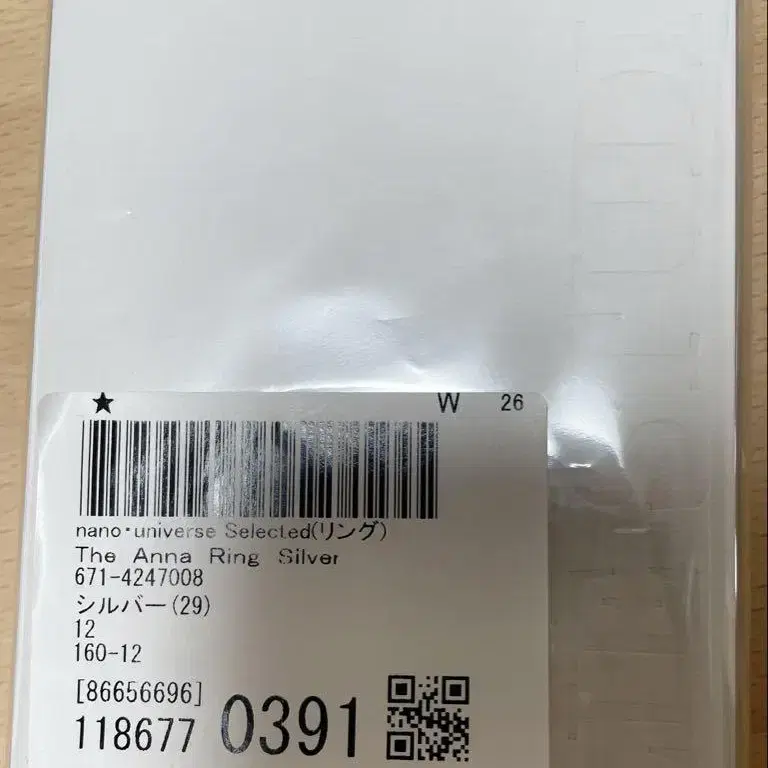 ★ W 26
nano・universe Selected(リング)
The Anna Ring Silver
671-4247008
シルバー(29)
12
160-12
[86656696]
118677 0391